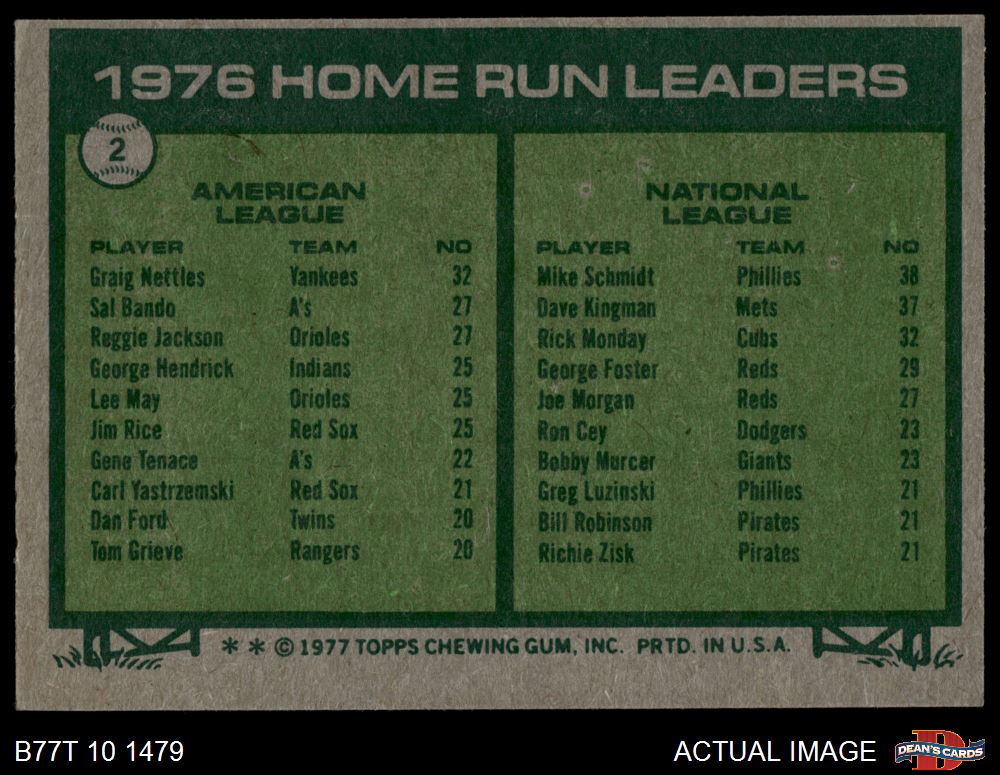 1976 HOME RUN LEADERS
2
AMERICAN
LEAGUE
PLAYER TEAM NO
Graig Nettles Yankees 32
Sal Bando A's 27
Reggie Jackson Orioles 27
George Hendrick Indians 25
Lee May Orioles 25
Jim Rice Red Sox 25
Gene Tenace A's 22
Carl Yastrzemski Red Sox 21
Dan Ford Twins 20
Tom Grieve Rangers 20
NATIONAL
LEAGUE
PLAYER TEAM NO
Mike Schmidt Phillies 38
Dave Kingman Mets 37
Rick Monday Cubs 32
George Foster Reds 29
Joe Morgan Reds 27
Ron Cey Dodgers 23
Bobby Murcer Giants 23
Greg Luzinski Phillies 21
Bill Robinson Pirates 21
Richie Zisk Pirates 21
* * © 1977 TOPPS CHEWING GUM, INC. PRTD. IN U.S.A.
B77T 10 1479
ACTUAL IMAGE
D
DEAN'S CARDS